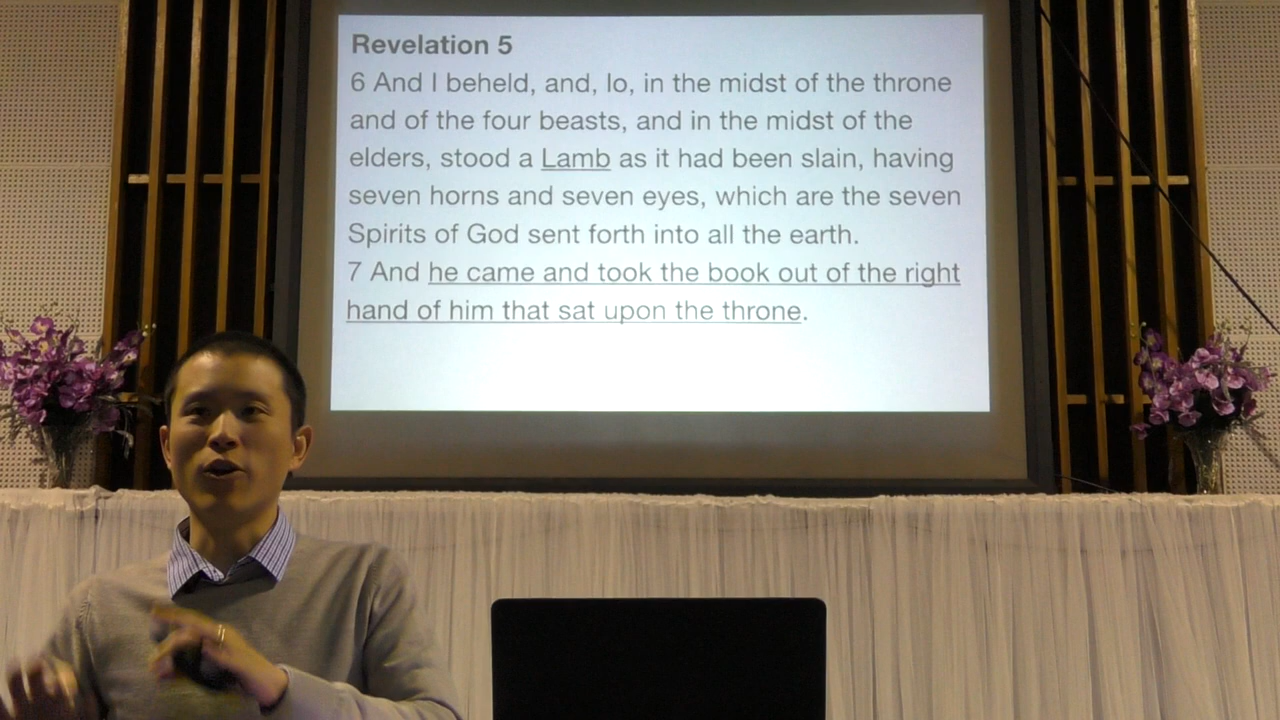 Revelation 5
6 And I beheld, and, lo, in the midst of the throne
and of the four beasts, and in the midst of the
elders, stood a Lamb as it had been slain, having
seven horns and seven eyes, which are the seven
Spirits of God sent forth into all the earth.
7 And he came and took the book out of the right
hand of him that sat upon the throne.